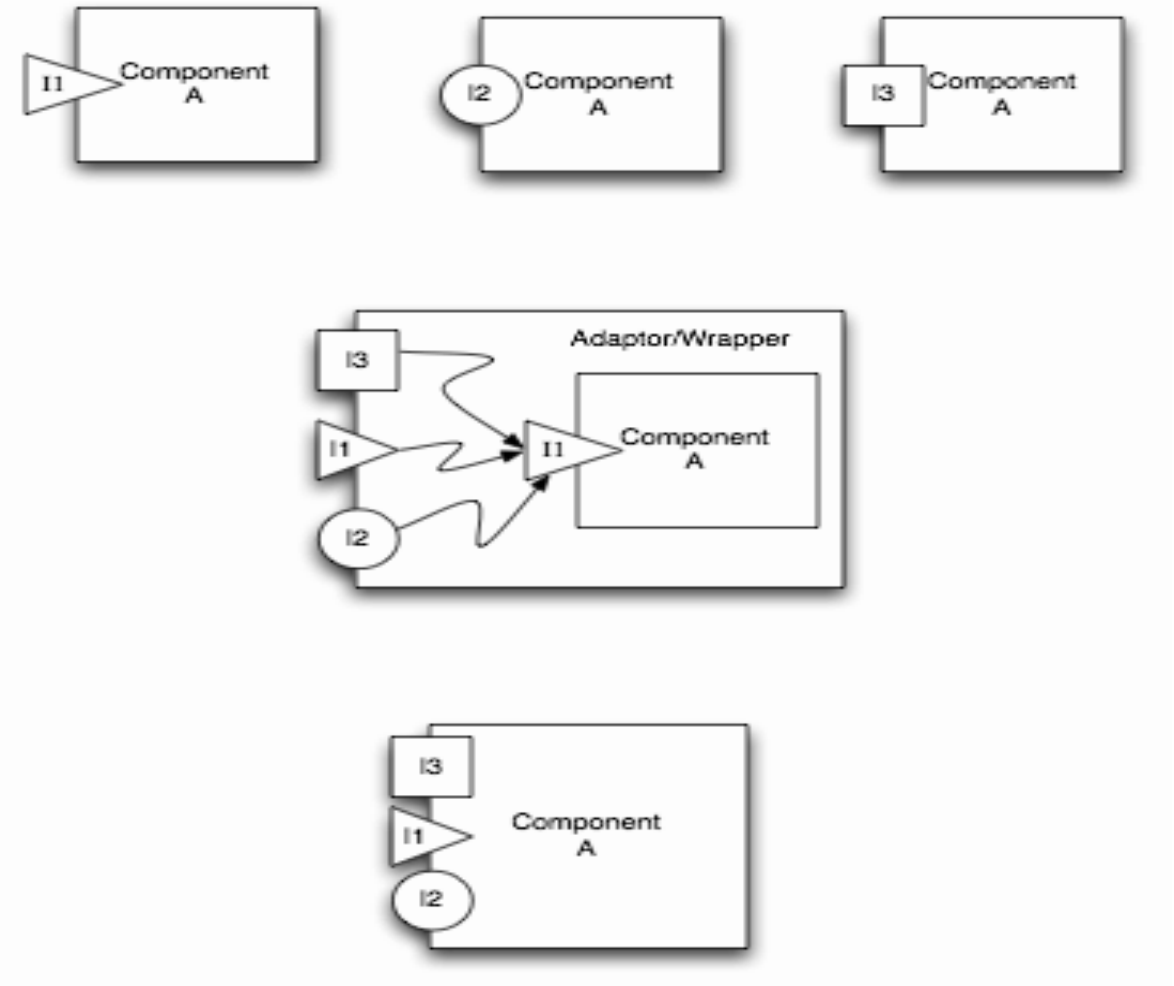 I1
Component
A
I2
Component
A
I3
Component
A
Adaptor/Wrapper
I3
I1
I1
Component
A
I2
I3
I1
Component
A
I2